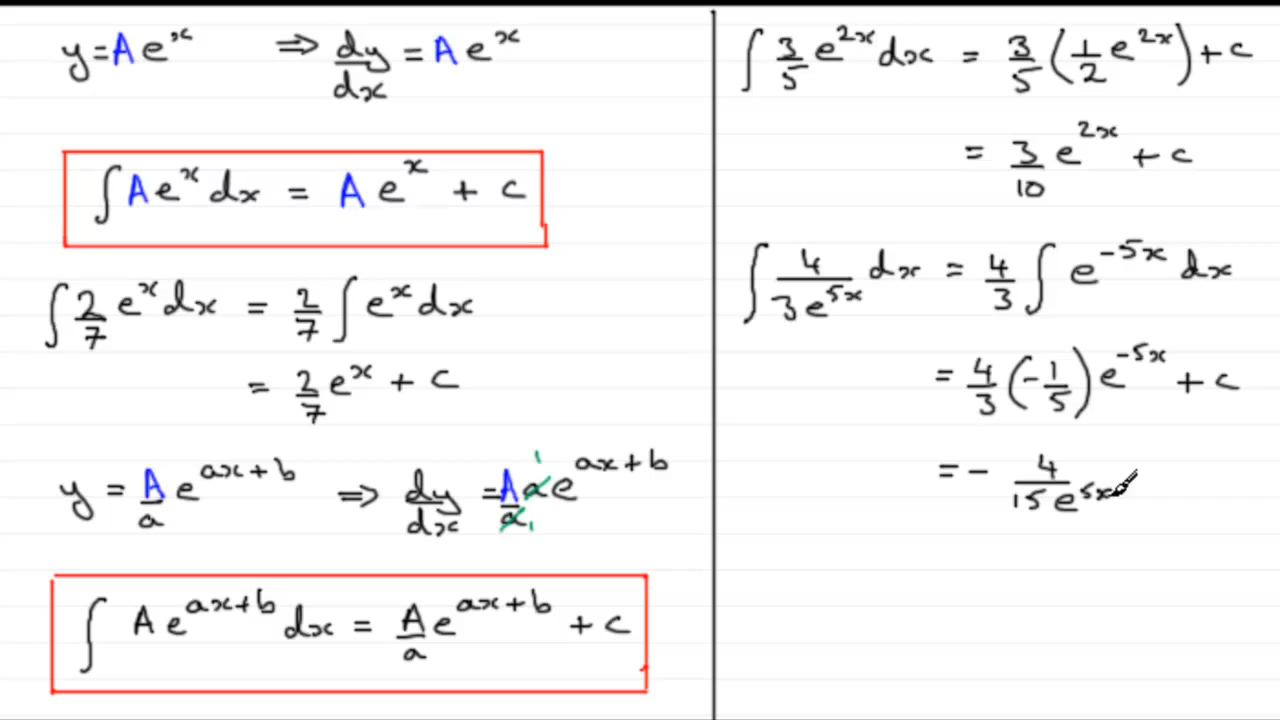 y = A e^x ⇒ dy/dx = A e^x
∫ A e^x dx = A e^x + c
∫ 2/7 e^x dx = 2/7 ∫ e^x dx
= 2/7 e^x + c
y = A/a e^(ax+b) ⇒ dy/dx = A/a a e^(ax+b) 1 1
∫ A e^(ax+b) dx = A/a e^(ax+b) + c
∫ 3/5 e^(2x) dx = 3/5 (1/2 e^(2x)) + c
= 3/10 e^(2x) + c
∫ 4/(3e^(5x)) dx = 4/3 ∫ e^(-5x) dx
= 4/3 (-1/5) e^(-5x) + c
= - 4/(15e^(5x))